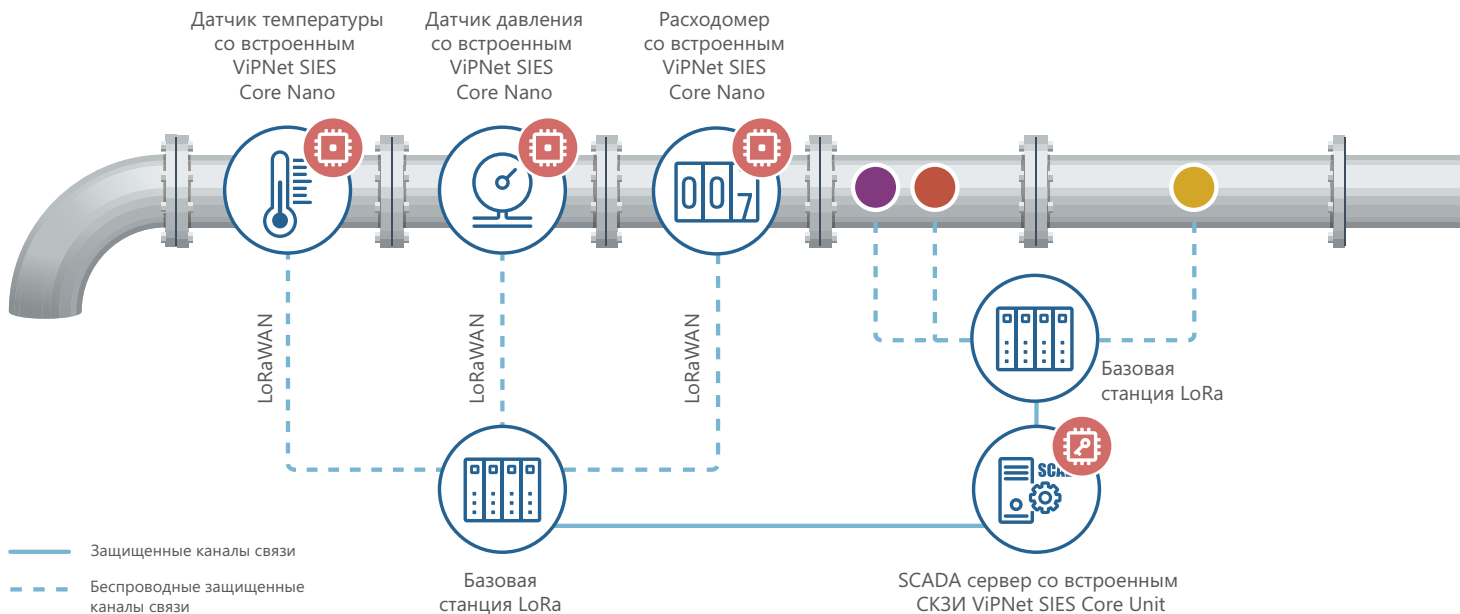 Датчик температуры
со встроенным
ViPNet SIES
Core Nano
Датчик давления
со встроенным
ViPNet SIES
Core Nano
Расходомер
со встроенным
ViPNet SIES
Core Nano
007
LoRaWAN
LoRaWAN
LoRaWAN
Базовая
станция LoRa
SCA
Защищенные каналы связи
Беспроводные защищенные
каналы связи
Базовая
станция LoRa
SCADA сервер со встроенным
СКЗИ ViPNet SIES Core Unit